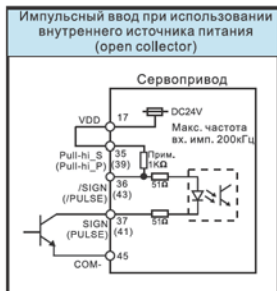 Импульсный ввод при использовании
внутреннего источника питания
(open collector)
Сервопривод
VDD
17
DC24V
Макс. частота
вх. имп. 200кГц
Pull-hi_S
(Pull-hi_P)
35
(39)
Прим.
1KΩ
/SIGN
(/PULSE)
36
(43)
51Ω
SIGN
(PULSE)
37
(41)
51Ω
COM-
45